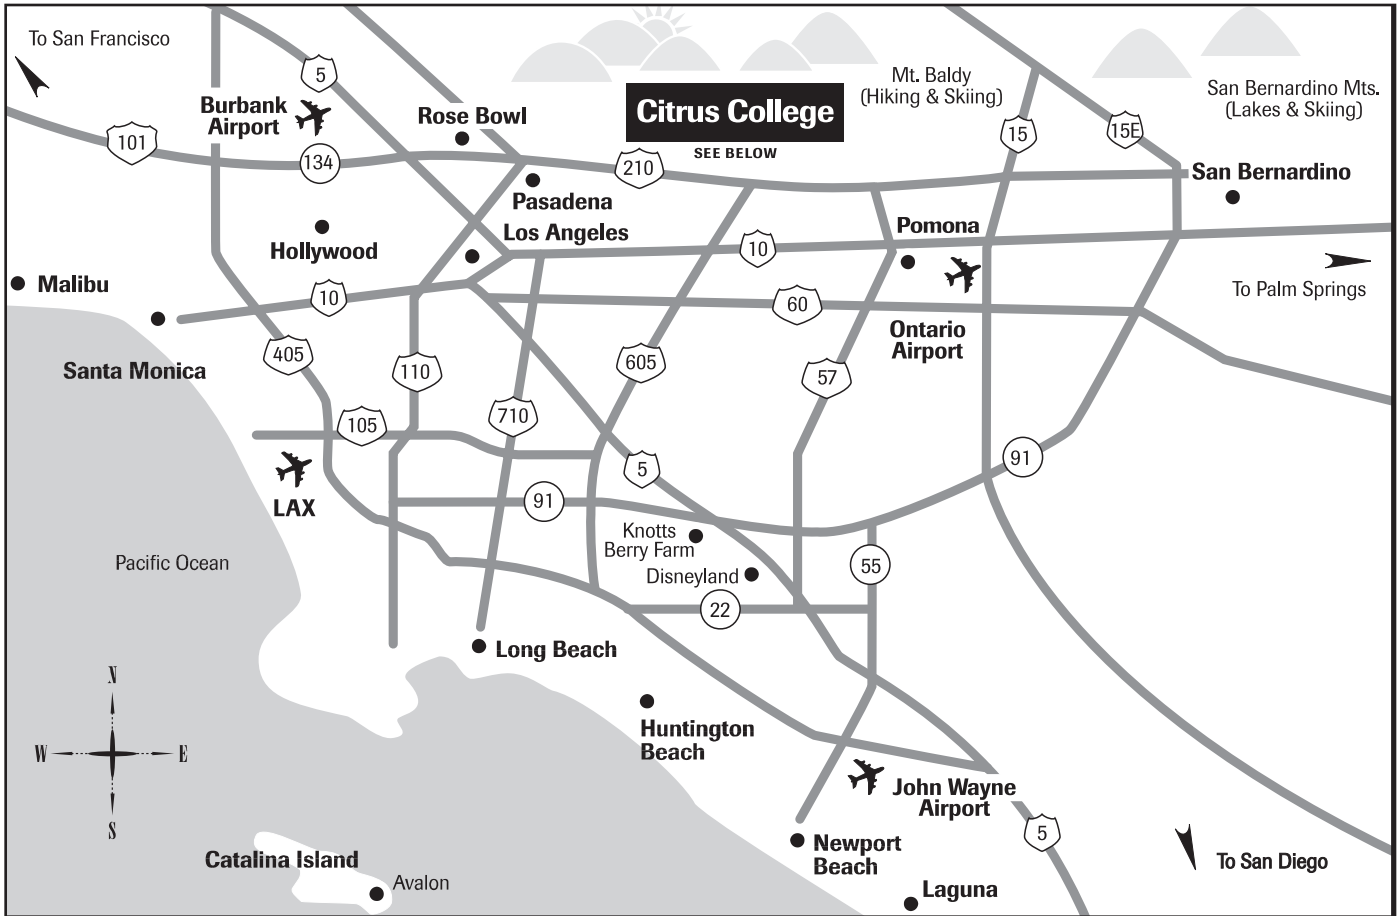 To San Francisco
5
Burbank
Airport
101
134
Rose Bowl
Citrus College
SEE BELOW
210
Mt. Baldy
(Hiking & Skiing)
San Bernardino Mts.
(Lakes & Skiing)
15
15E
San Bernardino
Pasadena
Los Angeles
Hollywood
Pomona
10
Malibu
10
60
To Palm Springs
Ontario
Airport
Santa Monica
405
110
605
57
105
710
5
91
LAX
91
Knotts
Berry Farm
Disneyland
55
22
Pacific Ocean
Long Beach
N
W
E
S
Huntington
Beach
John Wayne
Airport
5
Newport
Beach
To San Diego
Catalina Island
Avalon
Laguna